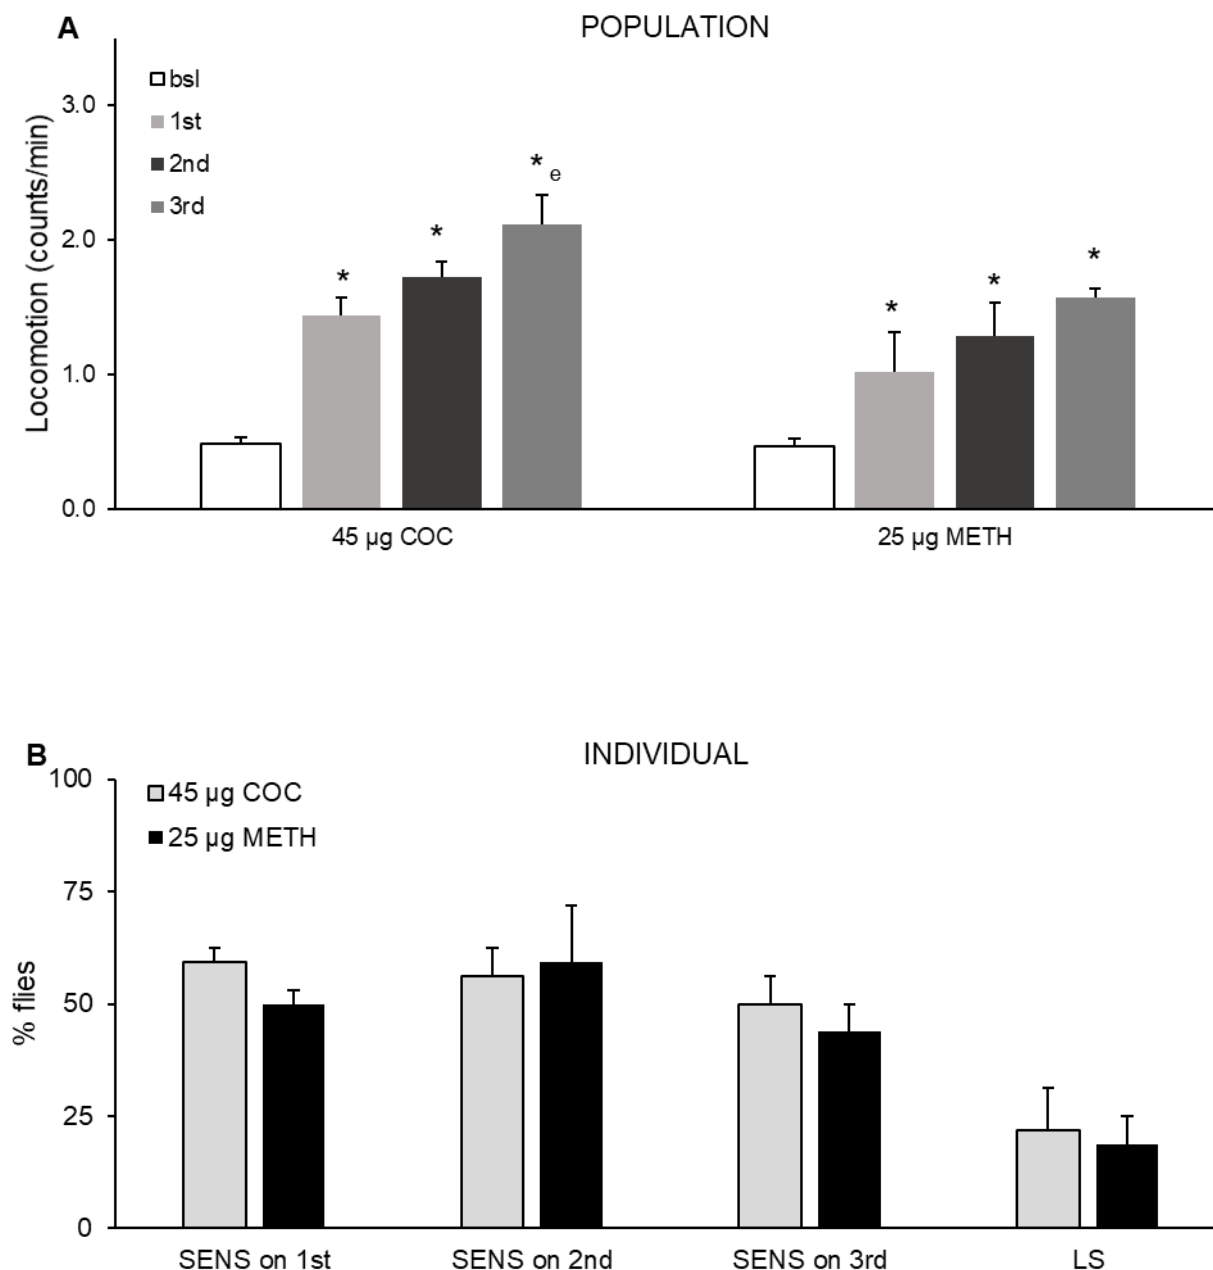 A
POPULATION
Locomotion (counts/min)
3.0
2.0
1.0
0.0
bsl
1st
2nd
3rd
* * * * e
* * *
45 µg COC
25 µg METH
B
INDIVIDUAL
% flies
100
75
50
25
0
45 µg COC
25 µg METH
SENS on 1st
SENS on 2nd
SENS on 3rd
LS